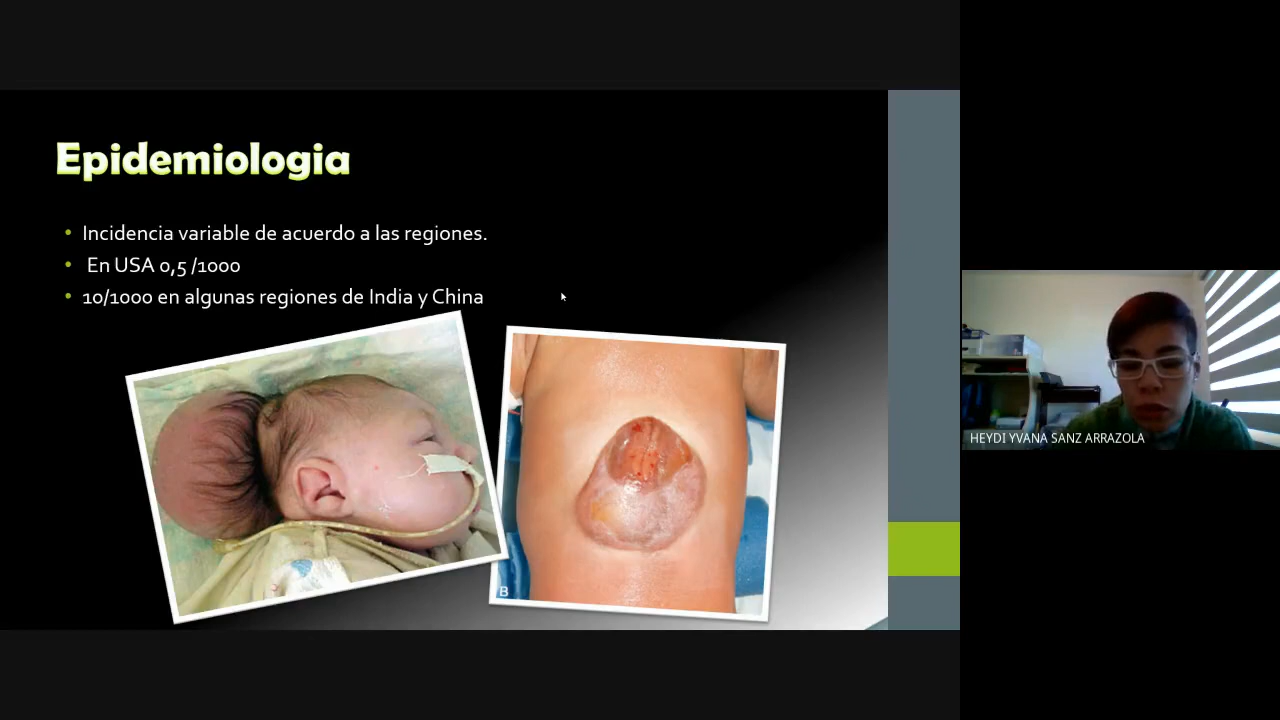 Epidemiologia
• Incidencia variable de acuerdo a las regiones.
• En USA 0,5 /1000
• 10/1000 en algunas regiones de India y China
B
HEYDI YVANA SANZ ARRAZOLA